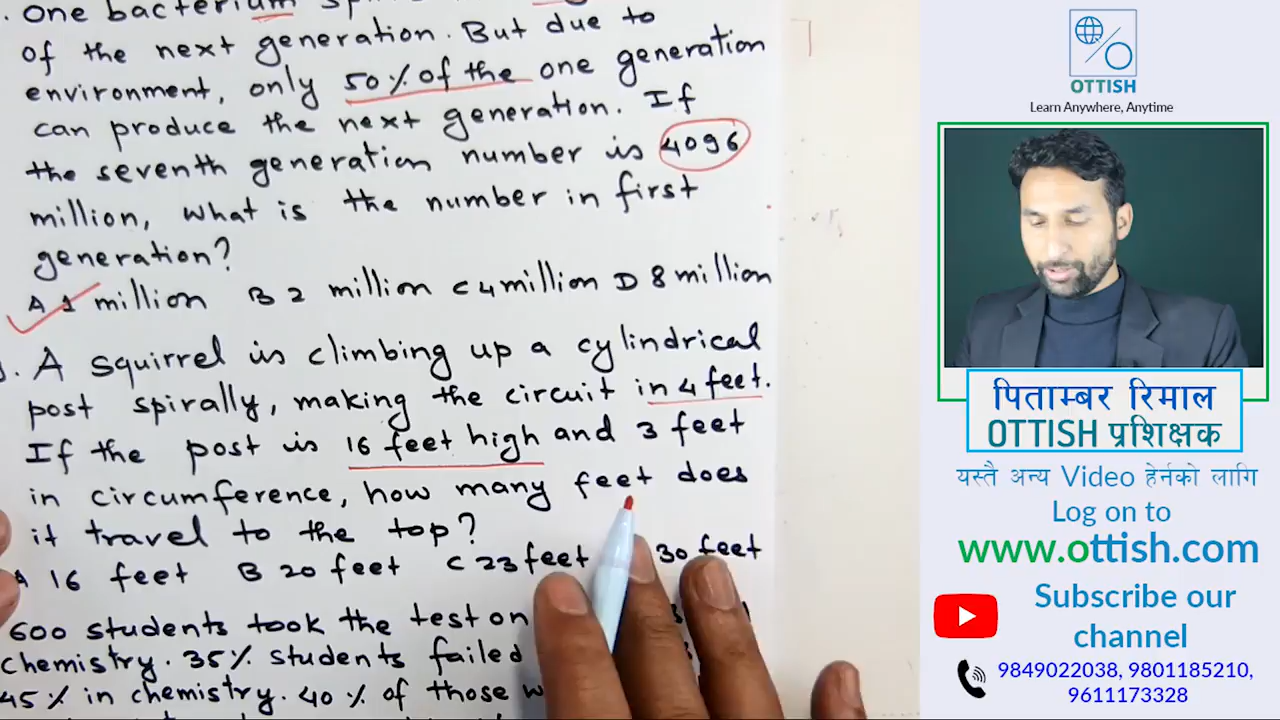 . One bacterium
of the next generation. But due to
environment, only 50% of the one generation
can produce the next generation. If
the seventh generation number is 4096
million, what is the number in first
generation?
A 1 million B 2 million C 4 million D 8 million
. A squirrel is climbing up a cylindrical
post spirally, making the circuit in 4 feet.
If the post is 16 feet high and 3 feet
in circumference, how many feet does
it travel to the top?
A 16 feet B 20 feet C 23 feet 30 feet
600 students took the test on
chemistry. 35% students failed
45% in chemistry. 40% of those
OTTISH
Learn Anywhere, Anytime
पिताम्बर रिमाल
OTTISH प्रशिक्षक
यस्तै अन्य Video हेर्नको लागि
Log on to
www.ottish.com
Subscribe our
channel
9849022038, 9801185210,
9611173328